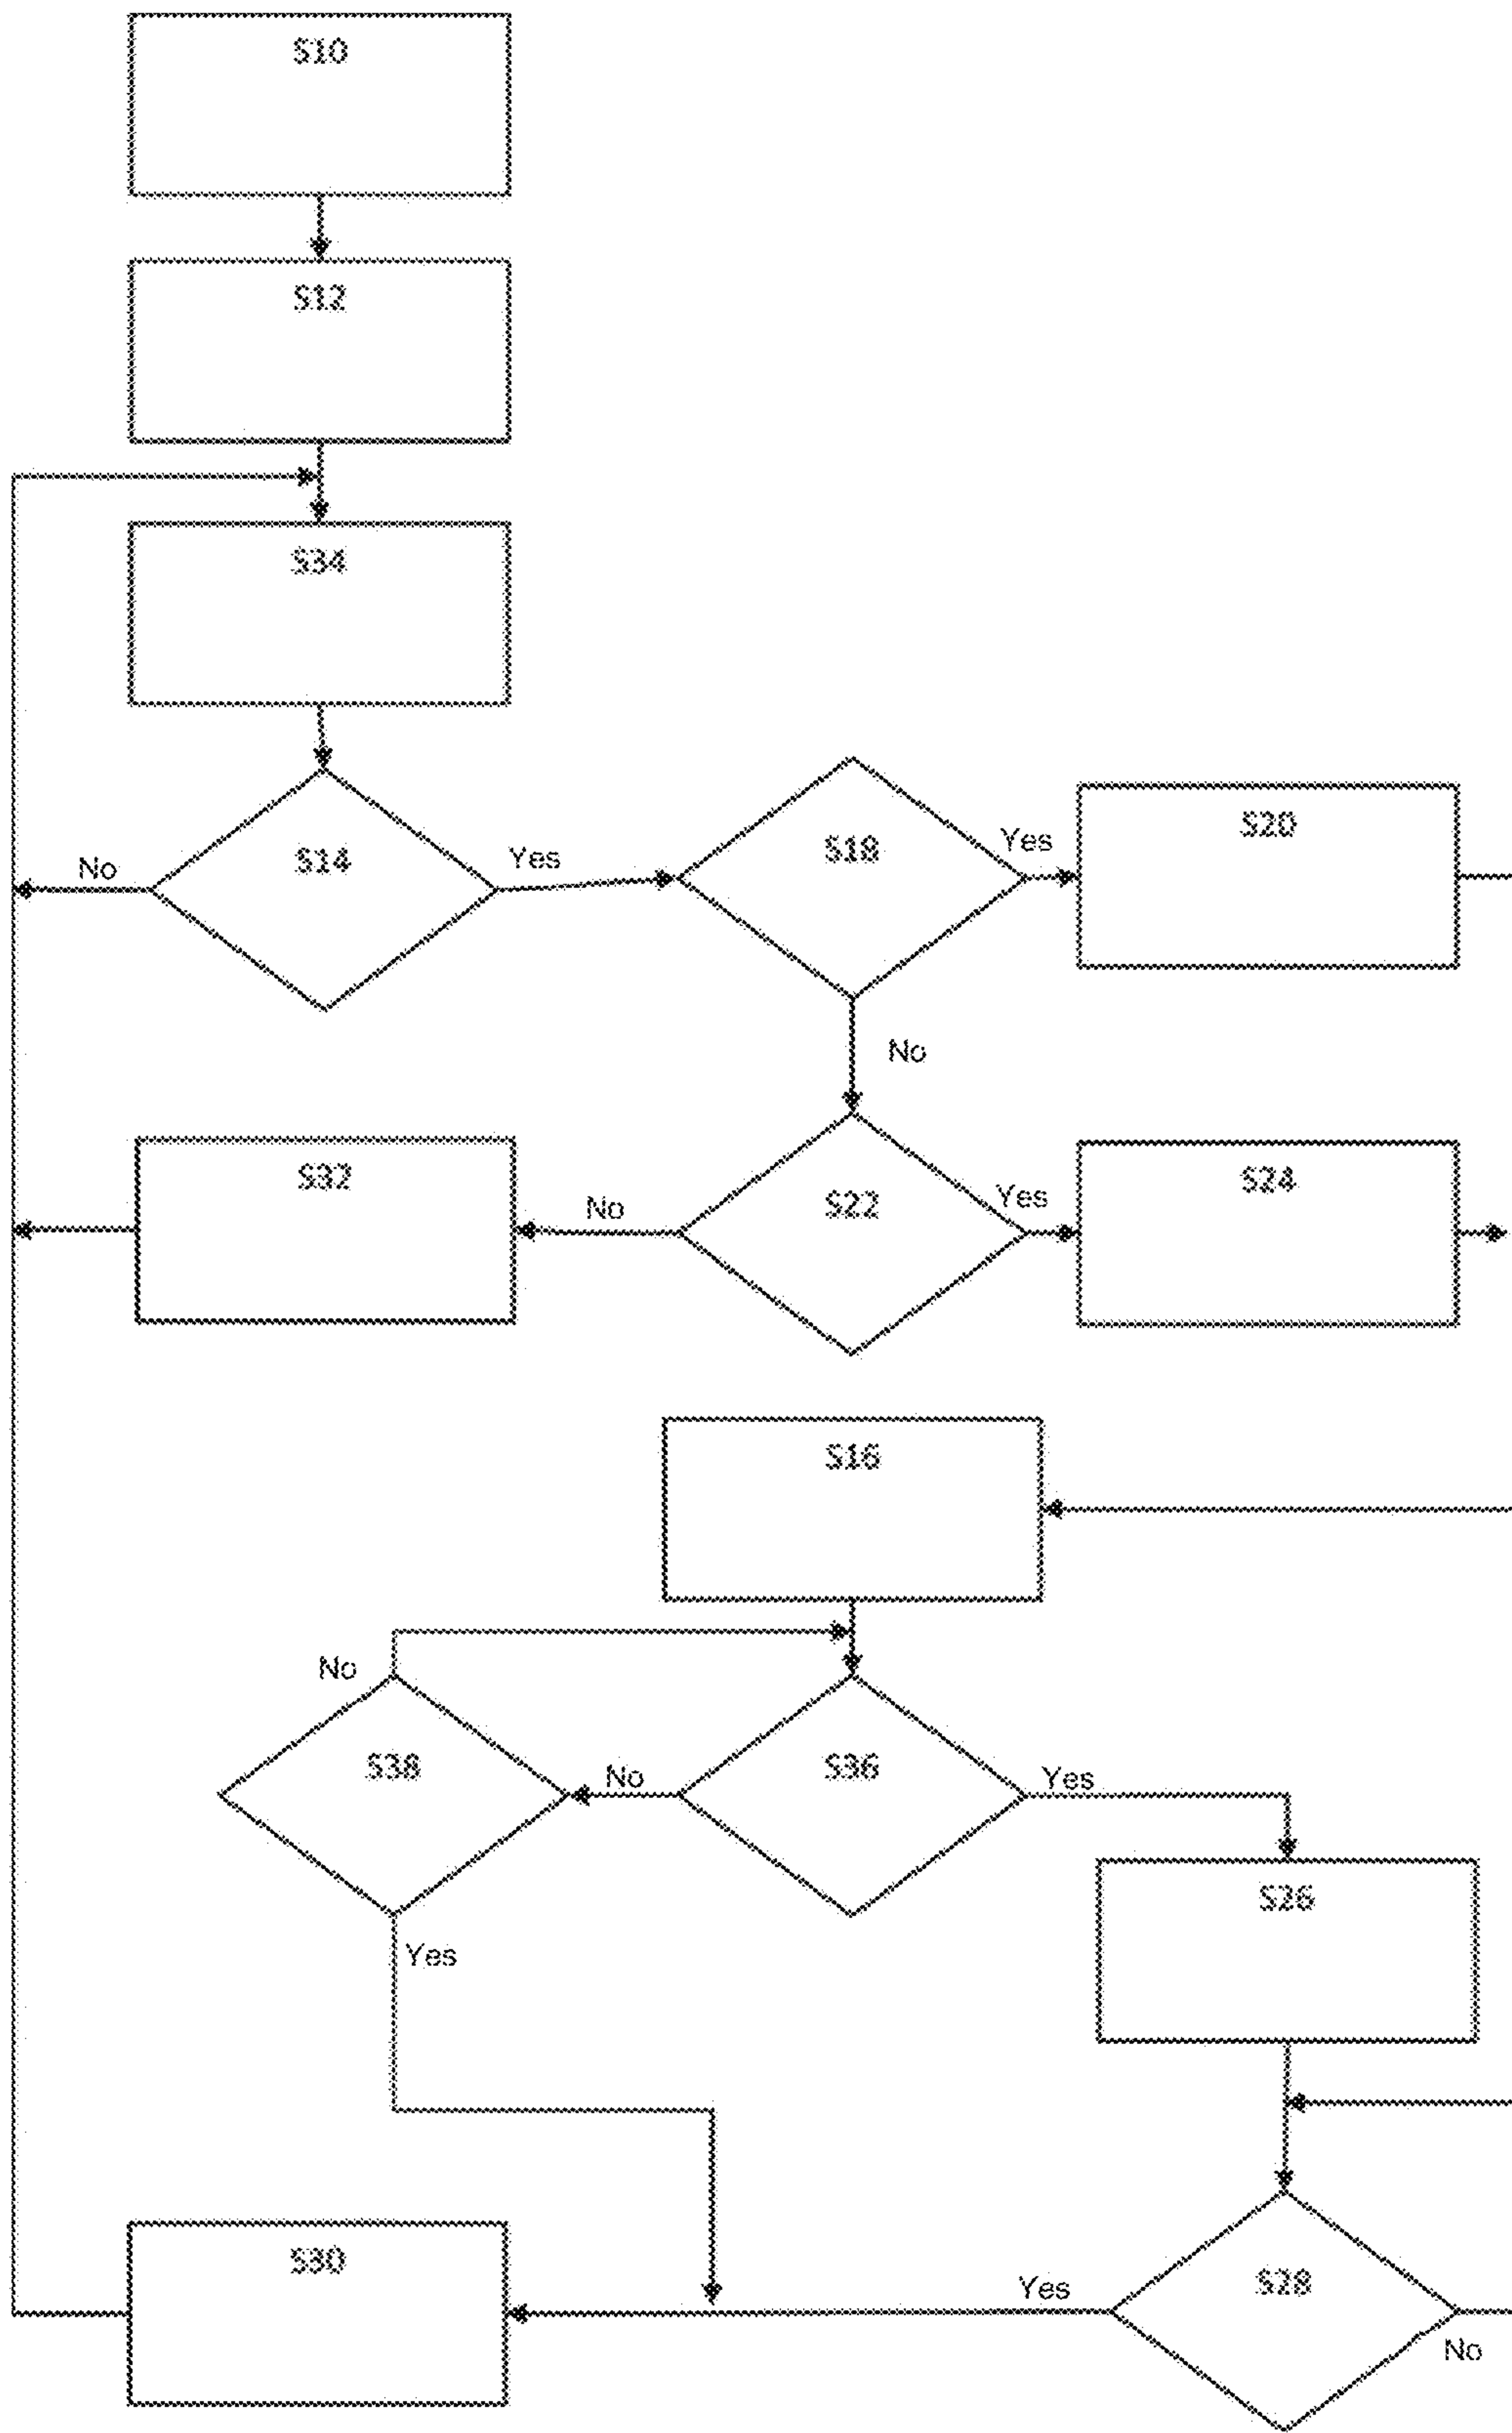 S10
S12
S34
S14
No
Yes
S18
Yes
S20
No
S32
No
S22
Yes
S24
S16
No
S38
No
S36
Yes
S26
Yes
S30
Yes
S28
No